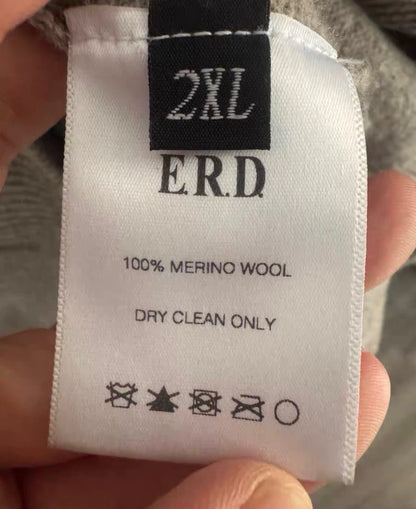 2XL
E.R.D.
100% MERINO WOOL
DRY CLEAN ONLY